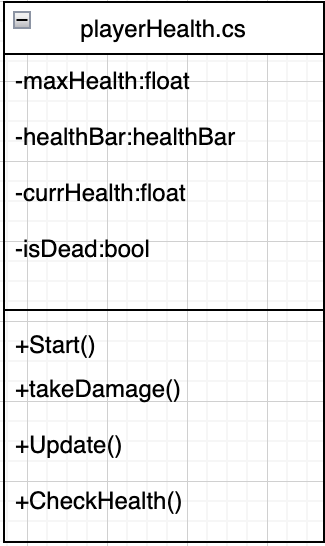 playerHealth.cs
-maxHealth:float
-healthBar:healthBar
-currHealth:float
-isDead:bool
+Start()
+takeDamage()
+Update()
+CheckHealth()